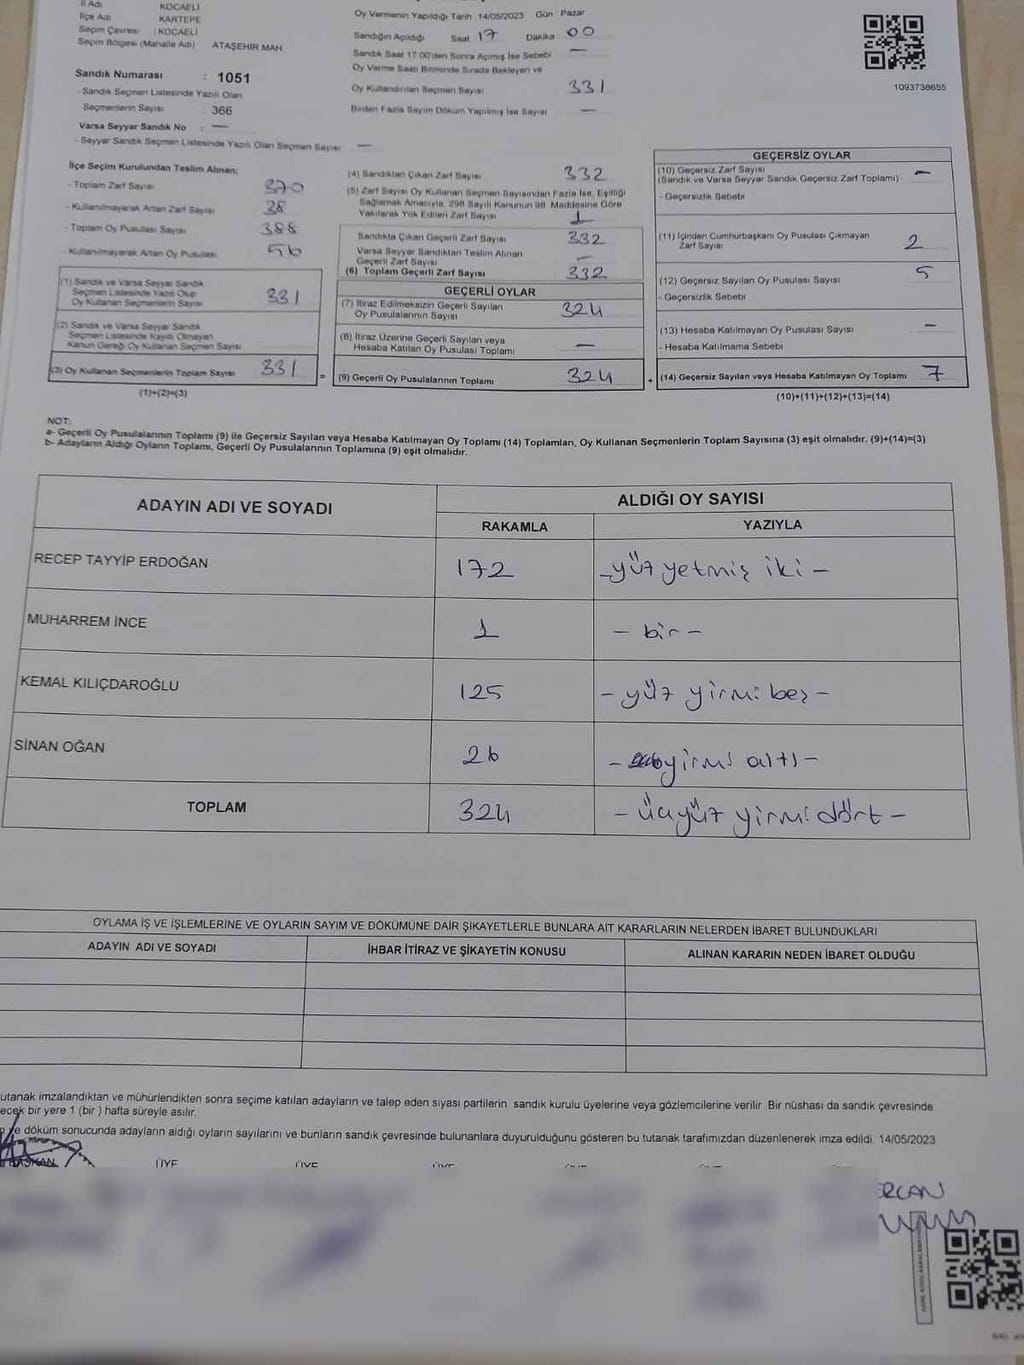 İl Adı KOCAELİ
İlçe Adı KARTEPE
Seçim Çevresi : KOCAELİ
Seçim Bölgesi (Mahalle Adı) ATAŞEHİR MAH.
Sandık Numarası : 1051
- Sandık Seçmen Listesinde Yazılı Olan
Seçmenlerin Sayısı : 366
Varsa Seyyar Sandık No : —
- Seyyar Sandık Seçmen Listesinde Yazılı Olan Seçmen Sayısı —
Oy Vermenin Yapıldığı Tarih : 14/05/2023 Gün Pazar
Sandığın Açıldığı Saat 17 Dakika 00
Sandık Saat 17:00'den Sonra Açmış İse Sebebi —
Oy Verme Saati Bitiminde Sırada Bekleyen ve
Oy Kullandırılan Seçmen Sayısı 331
Birden Fazla Sayım Döküm Yapılmış İse Sayısı —
1093738655
İlçe Seçim Kurulundan Teslim Alınan;
- Toplam Zarf Sayısı 370
- Kullanılmayarak Artan Zarf Sayısı 38
- Toplam Oy Pusulası Sayısı 388
- Kullanılmayarak Artan Oy Pusulası 56
(1) Sandık ve Varsa Seyyar Sandık
Seçmen Listesinde Yazılı Olup
Oy Kullanan Seçmenlerin Sayısı 331
(2) Sandık ve Varsa Seyyar Sandık
Seçmen Listesinde Kayıtlı Olmayan
Kanun Gereği Oy Kullanan Seçmen Sayısı
(3) Oy Kullanan Seçmenlerin Toplam Sayısı 331
(1)+(2)=(3)
(4) Sandıktan Çıkan Zarf Sayısı 332
(5) Zarf Sayısı Oy Kullanan Seçmen Sayısından Fazla İse, Eşitliği
Sağlamak Amacıyla, 298 Sayılı Kanunun 98. Maddesine Göre
Yakılarak Yok Edilen Zarf Sayısı 1
Sandıkta Çıkan Geçerli Zarf Sayısı 332
Varsa Seyyar Sandıktan Teslim Alınan
Geçerli Zarf Sayısı —
(6) Toplam Geçerli Zarf Sayısı 332
GEÇERLİ OYLAR
(7) İtiraz Edilmeksizin Geçerli Sayılan
Oy Pusulalarının Sayısı 324
(8) İtiraz Üzerine Geçerli Sayılan veya
Hesaba Katılan Oy Pusulası Toplamı —
= (9) Geçerli Oy Pusulalarının Toplamı 324
GEÇERSİZ OYLAR
(10) Geçersiz Zarf Sayısı
(Sandık ve Varsa Seyyar Sandık Geçersiz Zarf Toplamı) —
- Geçersizlik Sebebi
(11) İçinden Cumhurbaşkanı Oy Pusulası Çıkmayan
Zarf Sayısı 2
(12) Geçersiz Sayılan Oy Pusulası Sayısı 5
- Geçersizlik Sebebi
(13) Hesaba Katılmayan Oy Pusulası Sayısı —
- Hesaba Katılmama Sebebi
+ (14) Geçersiz Sayılan veya Hesaba Katılmayan Oy Toplamı 7
(10)+(11)+(12)+(13)=(14)
NOT:
a- Geçerli Oy Pusulalarının Toplamı (9) ile Geçersiz Sayılan veya Hesaba Katılmayan Oy Toplamı (14) Toplamları, Oy Kullanan Seçmenlerin Toplam Sayısına (3) eşit olmalıdır. (9)+(14)=(3)
b- Adayların Aldığı Oyların Toplamı, Geçerli Oy Pusulalarının Toplamına (9) eşit olmalıdır.
ADAYIN ADI VE SOYADI ALDIĞI OY SAYISI
RAKAMLA YAZIYLA
RECEP TAYYİP ERDOĞAN 172 -yüz yetmiş iki -
MUHARREM İNCE 1 - bir -
KEMAL KILIÇDAROĞLU 125 - yüz yirmi beş -
SİNAN OĞAN 26 - yirmi altı -
TOPLAM 324 - üçyüz yirmi dört -
OYLAMA İŞ VE İŞLEMLERİNE VE OYLARIN SAYIM VE DÖKÜMÜNE DAİR ŞİKAYETLERLE BUNLARA AİT KARARLARIN NELERDEN İBARET BULUNDUKLARI
ADAYIN ADI VE SOYADI İHBAR İTİRAZ VE ŞİKAYETİN KONUSU ALINAN KARARIN NEDEN İBARET OLDUĞU
utanak imzalandıktan ve mühürlendikten sonra seçime katılan adayların ve talep eden siyasi partilerin sandık kurulu üyelerine veya gözlemcilerine verilir. Bir nüshası da sandık çevresinde
ecek bir yere 1 (bir) hafta süreyle asılır.
ve döküm sonucunda adayların aldığı oyların sayılarını ve bunların sandık çevresinde bulunanlara duyurulduğunu gösteren bu tutanak tarafımızdan düzenlenerek imza edildi. 14/05/2023
BAŞKAN ÜYE ÜYE
ERCAN